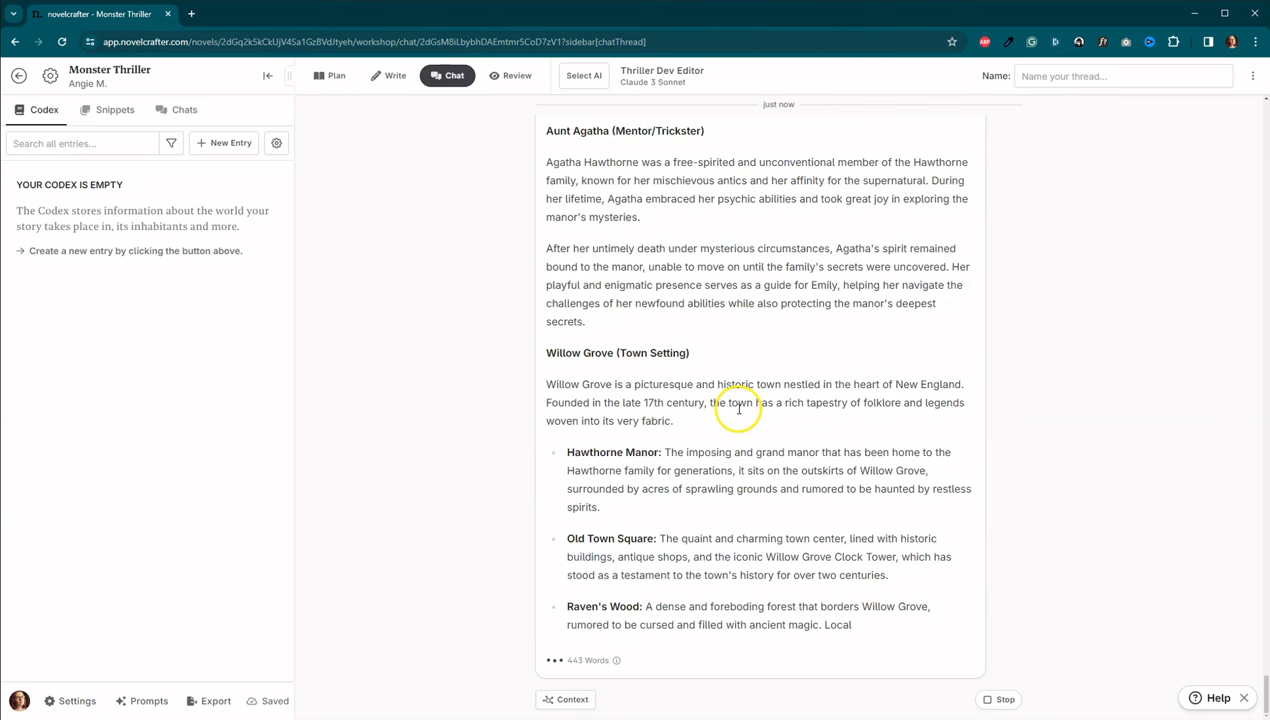 novelcrafter - Monster Thriller
app.novelcrafter.com/novels/2dGq2k5kCkUjV4Sa1GzBVdJtyeh/workshop/chat/2dGsM8iLbybhDAEmtmr5CoD7zV1?sidebar[chatThread]
Monster Thriller
Angie M.
Plan
Write
Chat
Review
Select AI
Thriller Dev Editor
Claude 3 Sonnet
Name:
Name your thread...
Codex
Snippets
Chats
Search all entries...
+ New Entry
YOUR CODEX IS EMPTY
The Codex stores information about the world your
story takes place in, its inhabitants and more.
→ Create a new entry by clicking the button above.
just now
Aunt Agatha (Mentor/Trickster)
Agatha Hawthorne was a free-spirited and unconventional member of the Hawthorne
family, known for her mischievous antics and her affinity for the supernatural. During
her lifetime, Agatha embraced her psychic abilities and took great joy in exploring the
manor's mysteries.
After her untimely death under mysterious circumstances, Agatha's spirit remained
bound to the manor, unable to move on until the family's secrets were uncovered. Her
playful and enigmatic presence serves as a guide for Emily, helping her navigate the
challenges of her newfound abilities while also protecting the manor's deepest
secrets.
Willow Grove (Town Setting)
Willow Grove is a picturesque and historic town nestled in the heart of New England.
Founded in the late 17th century, the town has a rich tapestry of folklore and legends
woven into its very fabric.
Hawthorne Manor: The imposing and grand manor that has been home to the
Hawthorne family for generations, it sits on the outskirts of Willow Grove,
surrounded by acres of sprawling grounds and rumored to be haunted by restless
spirits.
Old Town Square: The quaint and charming town center, lined with historic
buildings, antique shops, and the iconic Willow Grove Clock Tower, which has
stood as a testament to the town's history for over two centuries.
Raven's Wood: A dense and foreboding forest that borders Willow Grove,
rumored to be cursed and filled with ancient magic. Local
443 Words
Context
Stop
Settings
Prompts
Export
Saved
Help